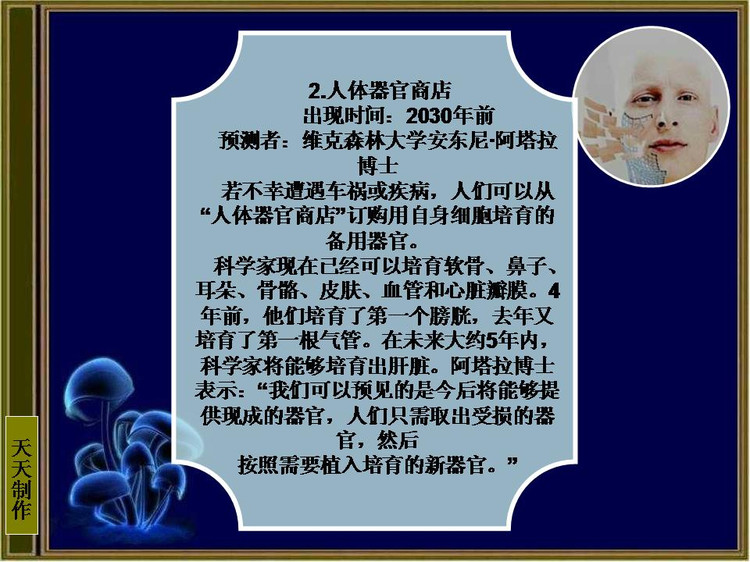 2.人体器官商店
出现时间：2030年前
预测者：维克森林大学安东尼·阿塔拉
博士
若不幸遭遇车祸或疾病，人们可以从
“人体器官商店”订购用自身细胞培育的
备用器官。
科学家现在已经可以培育软骨、鼻子、
耳朵、骨骼、皮肤、血管和心脏瓣膜。4
年前，他们培育了第一个膀胱，去年又
培育了第一根气管。在未来大约5年内，
科学家将能够培育出肝脏。阿塔拉博士
表示：“我们可以预见的是今后将能够提
供现成的器官，人们只需取出受损的器
官，然后
按照需要植入培育的新器官。”
天天制作